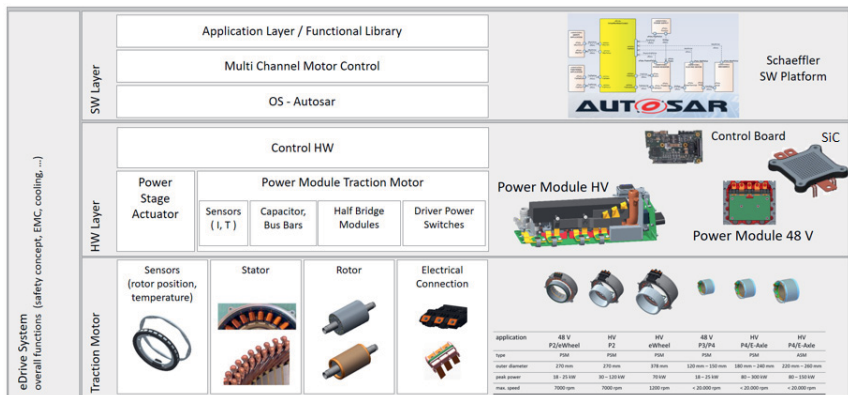 eDrive System
overall functions (safety concept, EMC, cooling, ...)
SW Layer
Application Layer / Functional Library
Multi Channel Motor Control
OS - Autosar
AUTOSAR
Schaeffler
SW Platform
HW Layer
Control HW
Power
Stage
Actuator
Power Module Traction Motor
Sensors
( I, T )
Capacitor,
Bus Bars
Half Bridge
Modules
Driver Power
Switches
Control Board
SiC
Power Module HV
Power Module 48 V
Traction Motor
Sensors
(rotor position,
temperature)
Stator
Rotor
Electrical
Connection
application 48 V HV HV 48 V HV HV
P2/eWheel P2 eWheel P3/P4 P4/E-Axle P4/E-Axle
type PSM PSM PSM PSM PSM ASM
outer diameter 270 mm 270 mm 378 mm 120 mm – 150 mm 180 mm – 240 mm 220 mm – 260 mm
peak power 18 - 25 kW 30 – 120 kW 70 kW 18 – 25 kW 80 – 300 kW 80 – 150 kW
max. speed 7000 rpm 7000 rpm 1200 rpm < 20.000 rpm < 20.000 rpm < 20.000 rpm